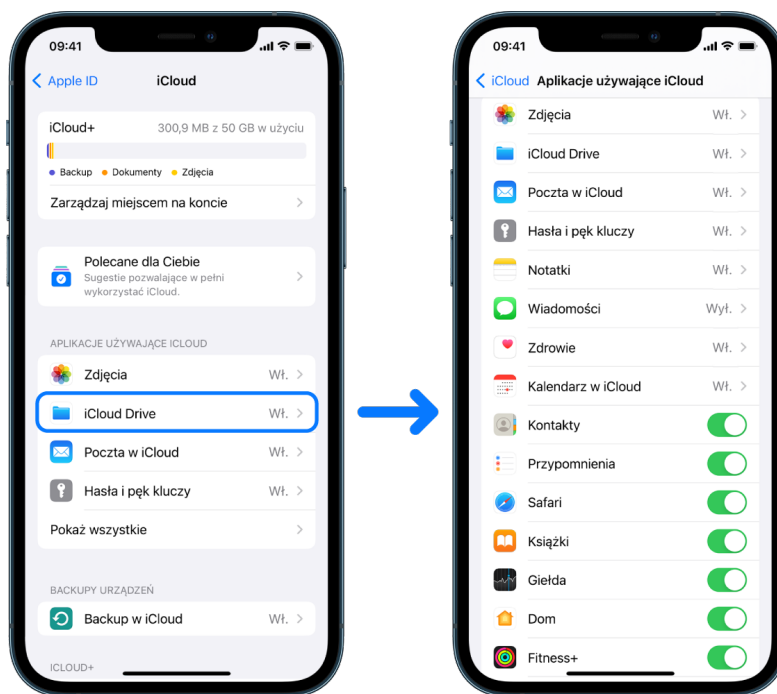 09:41
Apple ID
iCloud
iCloud+
300,9 MB z 50 GB w użyciu
Backup
Dokumenty
Zdjęcia
Zarządzaj miejscem na koncie
Polecane dla Ciebie
Sugestie pozwalające w pełni
wykorzystać iCloud.
APLIKACJE UŻYWAJĄCE ICLOUD
Zdjęcia Wł.
iCloud Drive Wł.
Poczta w iCloud Wł.
Hasła i pęk kluczy Wł.
Pokaż wszystkie
BACKUPY URZĄDZEŃ
Backup w iCloud Wł.
ICLOUD+
09:41
iCloud Aplikacje używające iCloud
Zdjęcia Wł.
iCloud Drive Wł.
Poczta w iCloud Wł.
Hasła i pęk kluczy Wł.
Notatki Wł.
Wiadomości Wył.
Zdrowie Wł.
Kalendarz w iCloud Wł.
Kontakty
Przypomnienia
Safari
Książki
Giełda
Dom
Fitness+